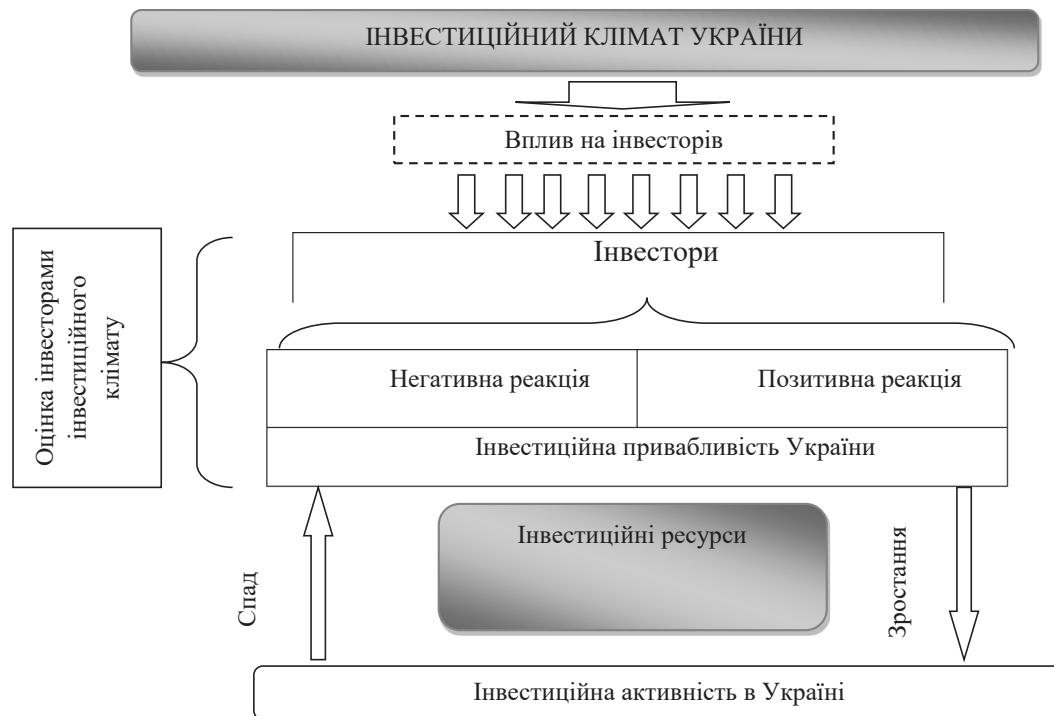 ІНВЕСТИЦІЙНИЙ КЛІМАТ УКРАЇНИ
Вплив на інвесторів
Інвестори
Оцінка інвесторами
інвестиційного
клімату
Негативна реакція
Позитивна реакція
Інвестиційна привабливість України
Інвестиційні ресурси
Спад
Зростання
Інвестиційна активність в Україні